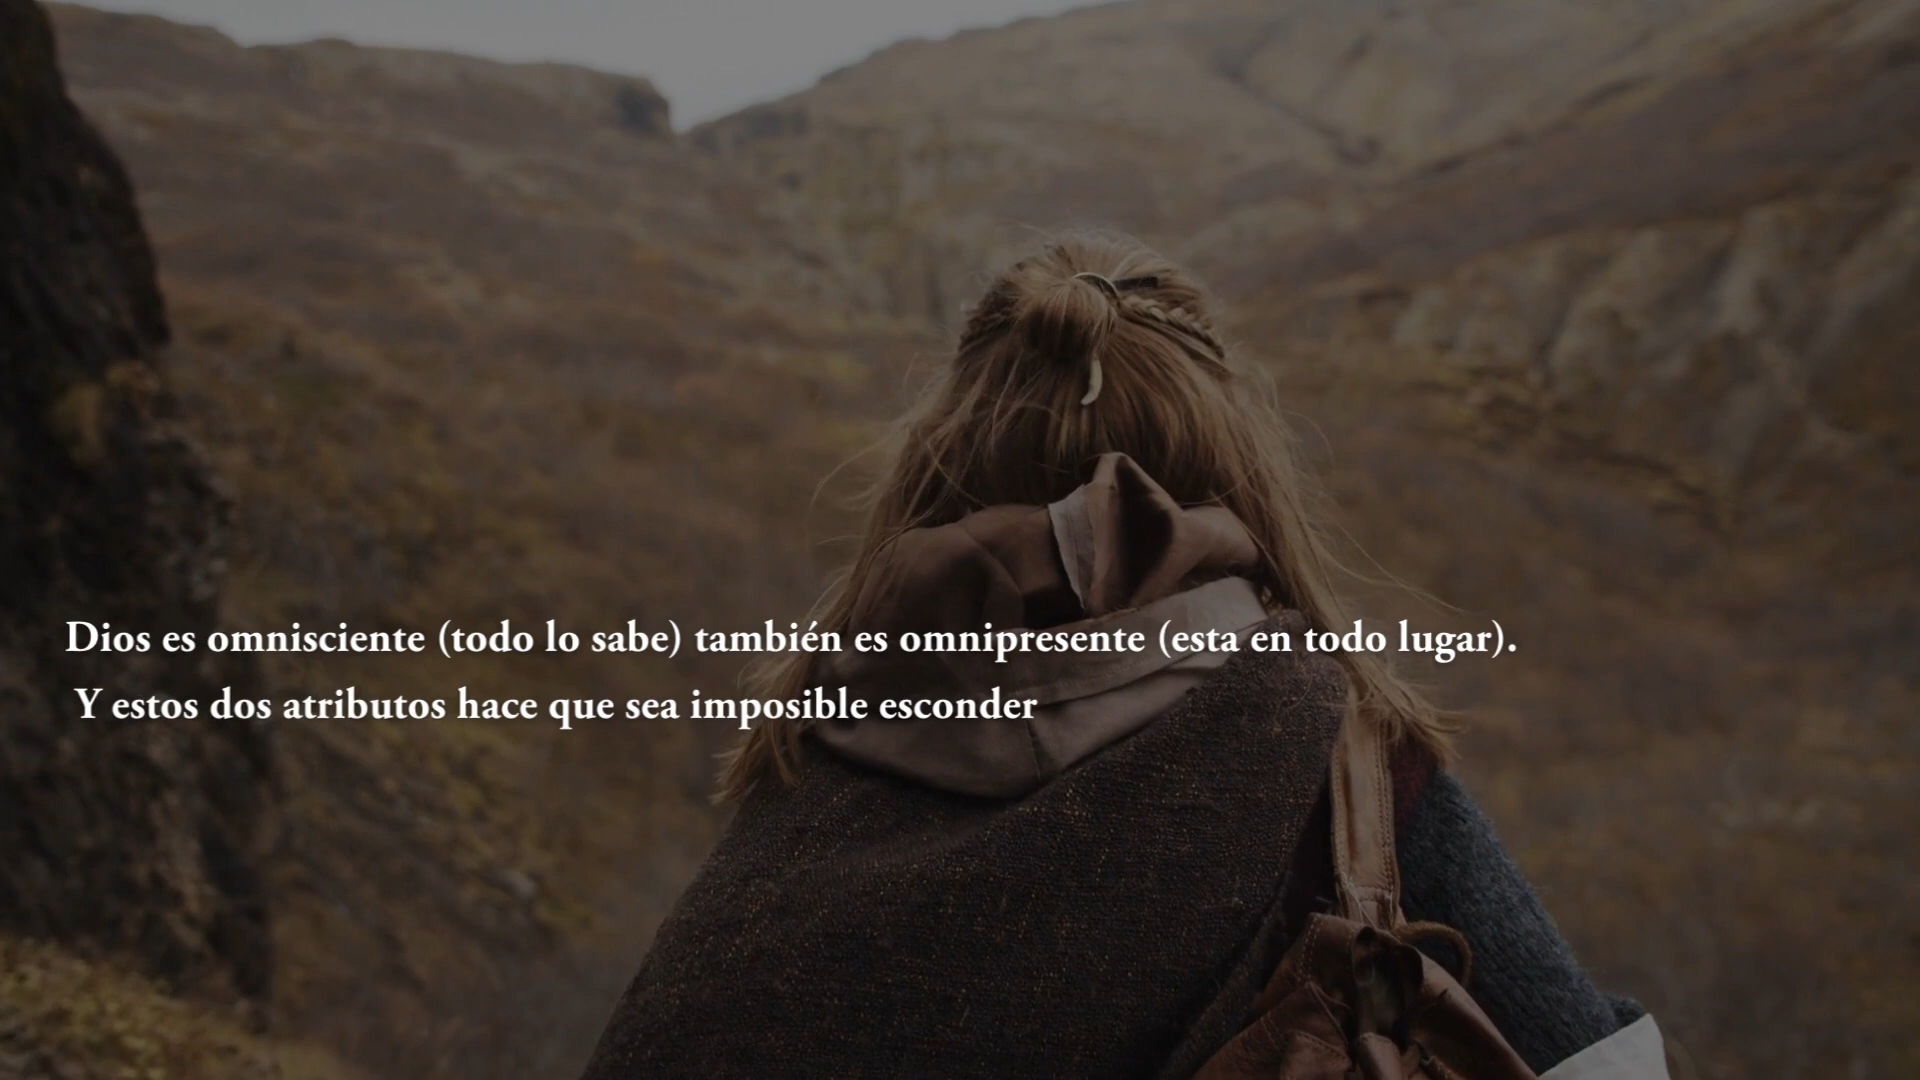 Dios es omnisciente (todo lo sabe) también es omnipresente (esta en todo lugar).
Y estos dos atributos hace que sea imposible esconder